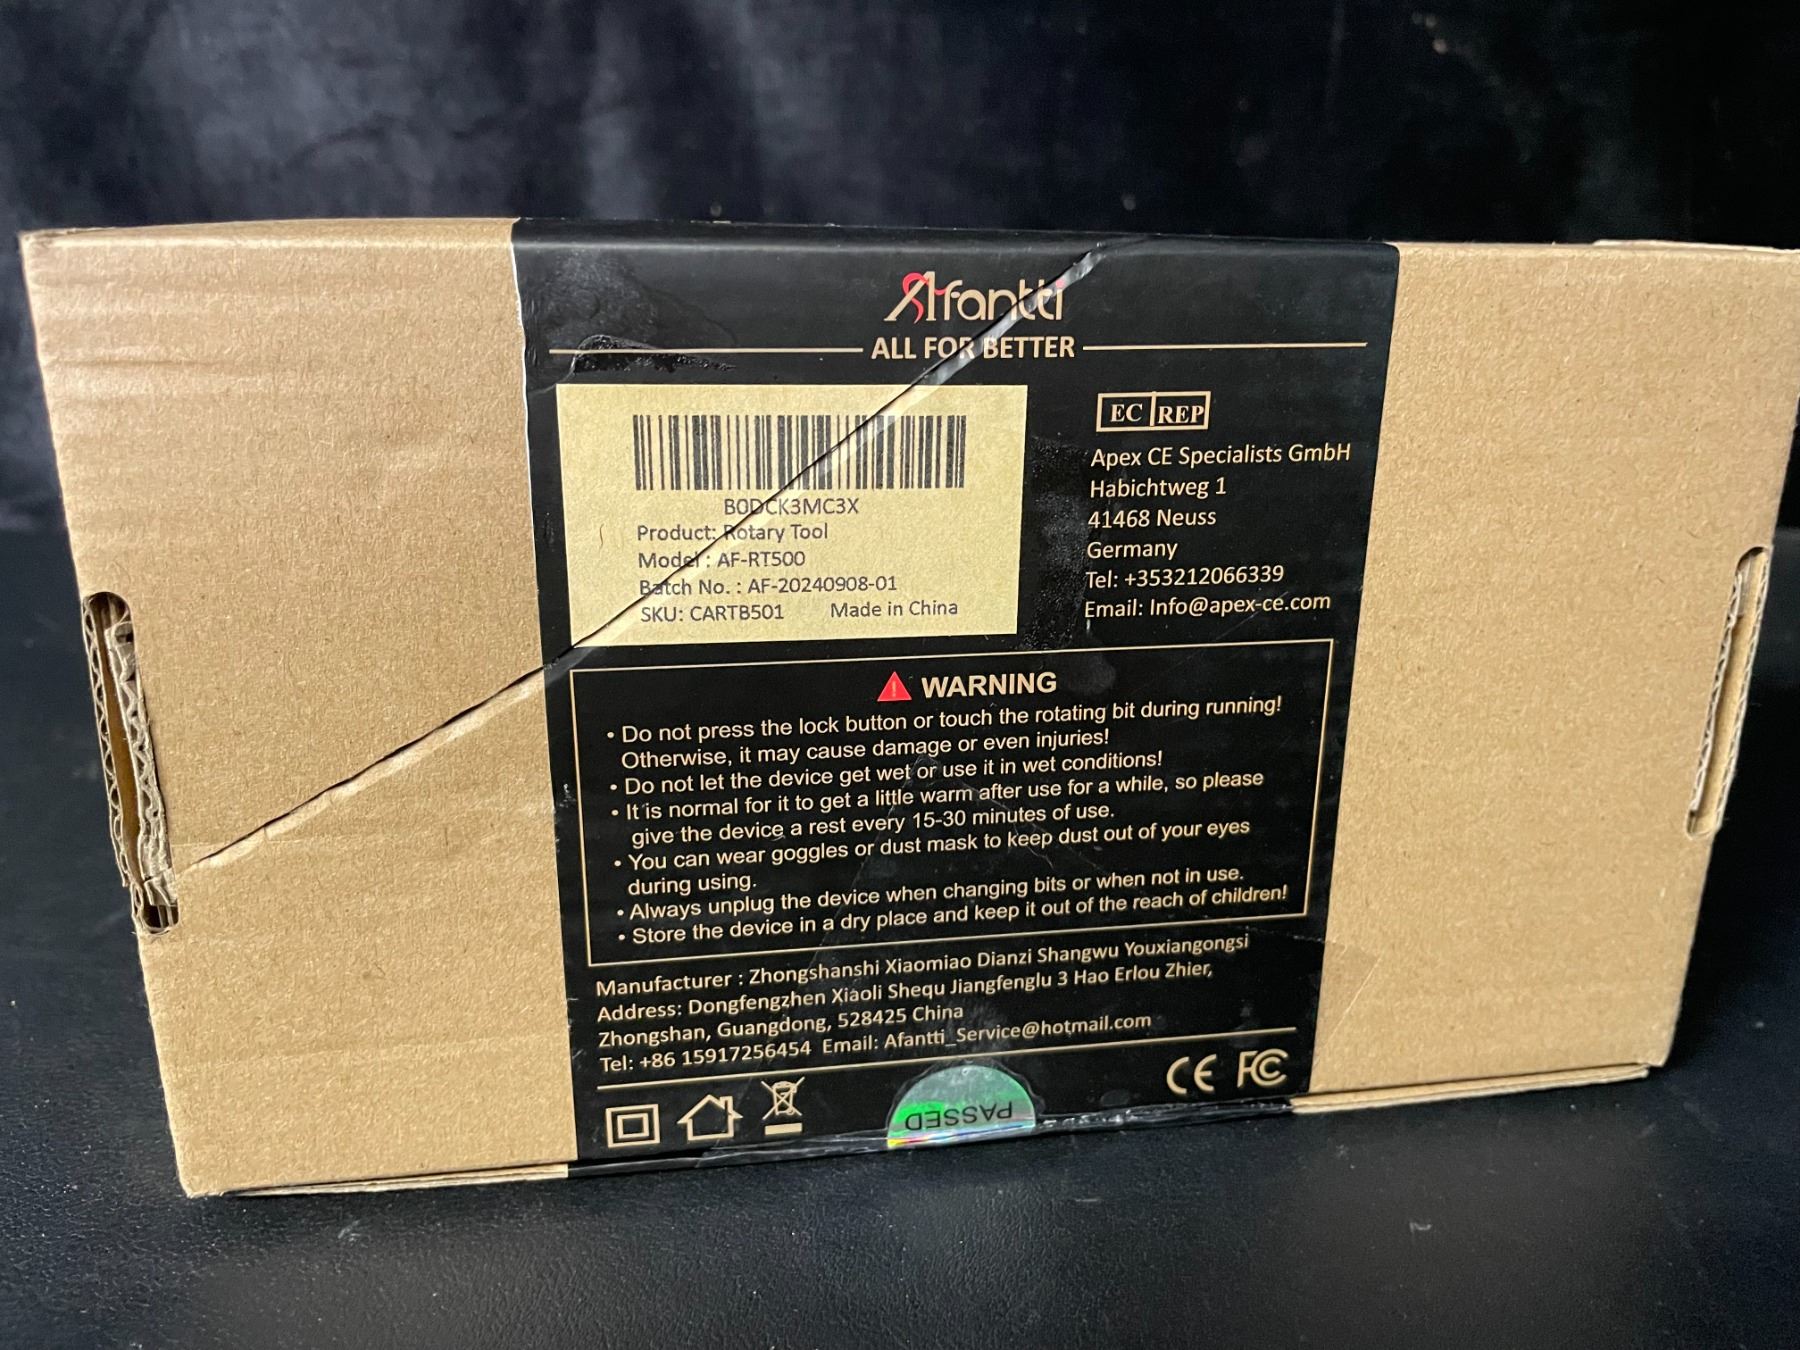 Afantti
ALL FOR BETTER
B0DCK3MC3X
Product: Rotary Tool
Model : AF-RT500
Batch No. : AF-20240908-01
SKU: CARTB501 Made in China
EC REP
Apex CE Specialists GmbH
Habichtweg 1
41468 Neuss
Germany
Tel: +353212066339
Email: Info@apex-ce.com
WARNING
• Do not press the lock button or touch the rotating bit during running!
Otherwise, it may cause damage or even injuries!
• Do not let the device get wet or use it in wet conditions!
• It's normal for it to get a little warm after use for a while, so please
give the device a rest every 15-30 minutes of use.
• You can wear goggles or dust mask to keep dust out of your eyes
during using.
• Always unplug the device when changing bits or when not in use.
• Store the device in a dry place and keep it out of the reach of children!
Manufacturer : Zhongshanshi Xiaomiao Dianzi Shangwu Youxiangongsi
Address: Dongfengzhen Xiaoli Shequ Jiangfenglu 3 Hao Erlou Zhier,
Zhongshan, Guangdong, 528425 China
Tel: +86 15917256454 Email: Afantti_Service@hotmail.com
CE FC
PASSED